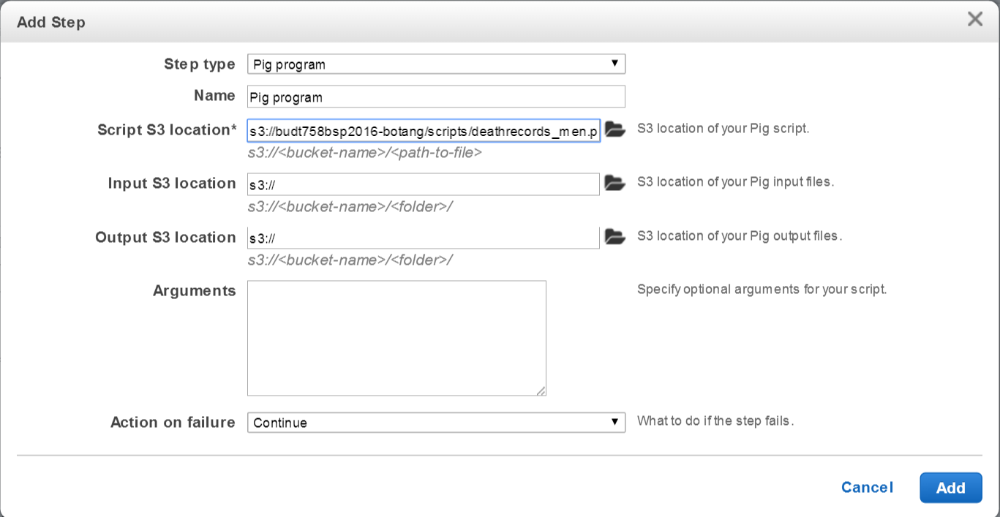 Add Step
Step type Pig program
Name Pig program
Script S3 location* s3://budt758bsp2016-botang/scripts/deathrecords_men.p S3 location of your Pig script.
s3://<bucket-name>/<path-to-file>
Input S3 location s3:// S3 location of your Pig input files.
s3://<bucket-name>/<folder>/
Output S3 location s3:// S3 location of your Pig output files.
s3://<bucket-name>/<folder>/
Arguments Specify optional arguments for your script.
Action on failure Continue What to do if the step fails.
Cancel Add